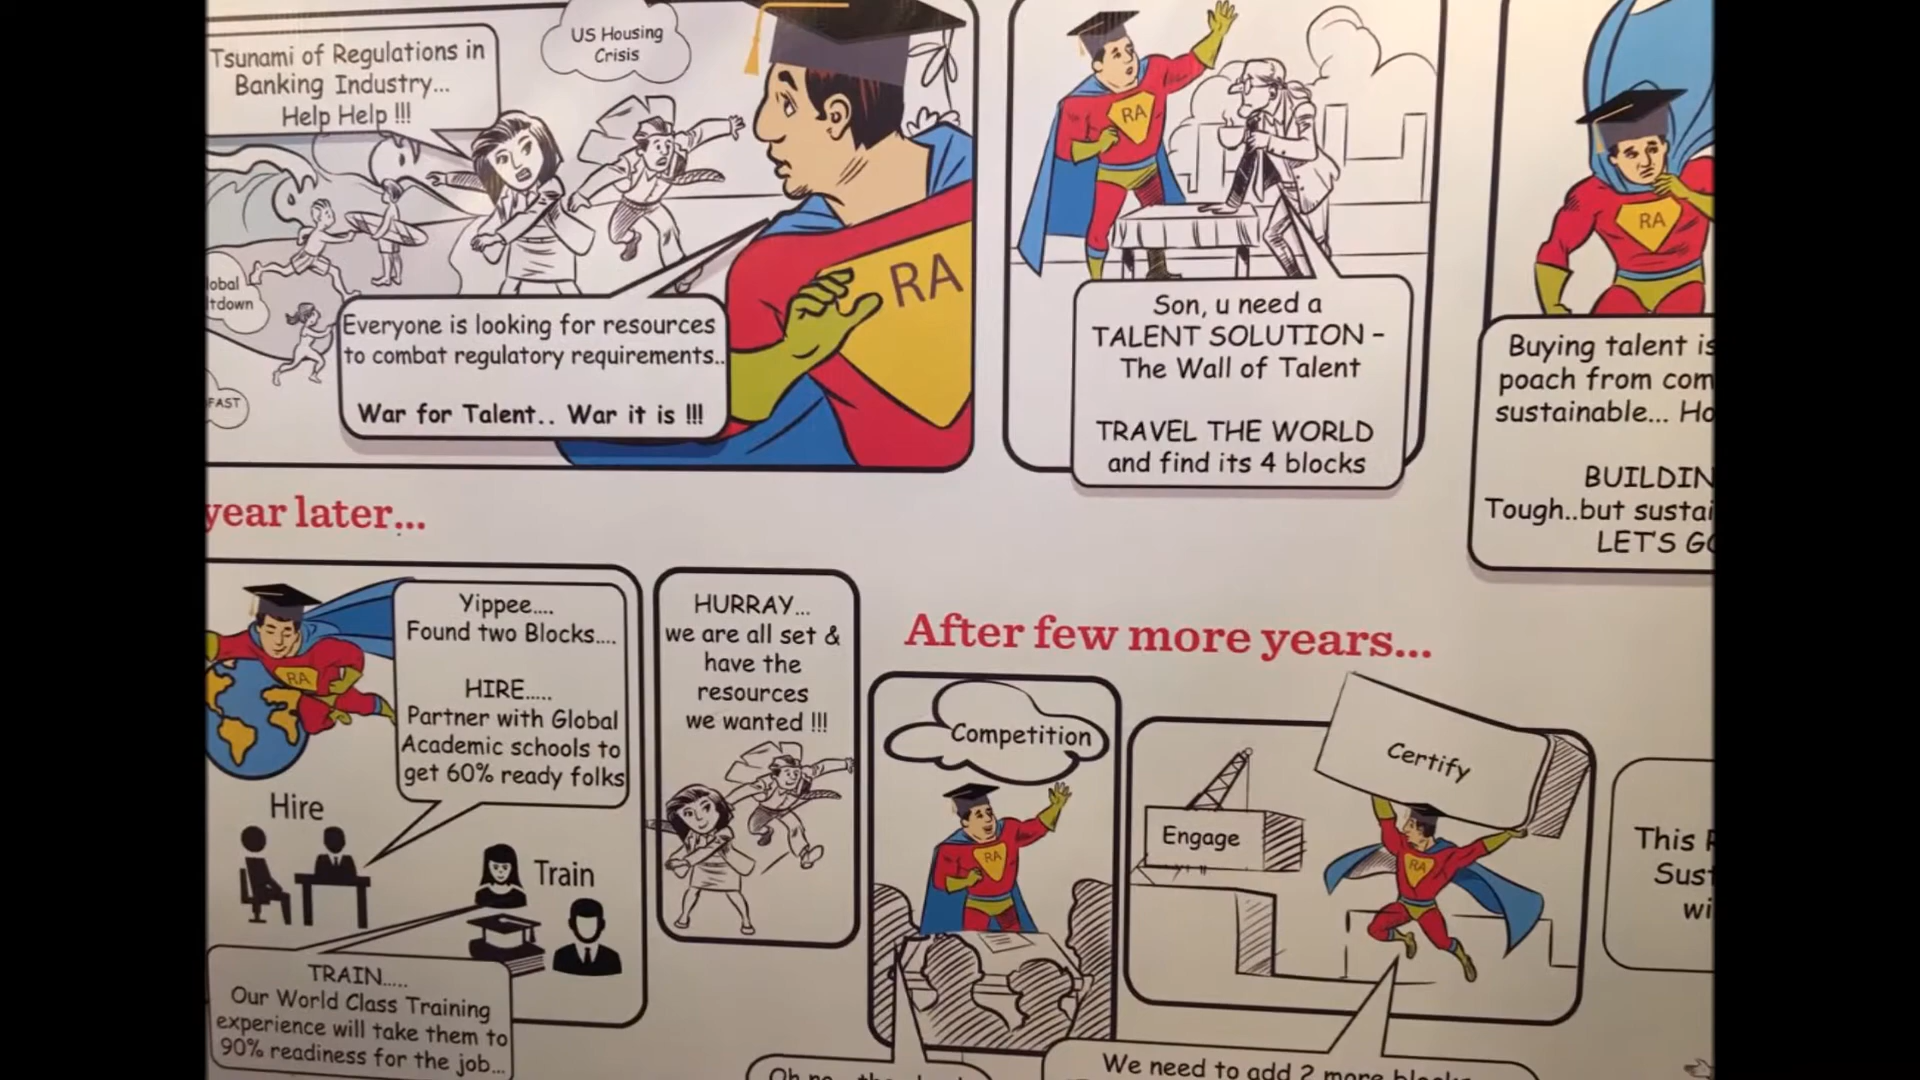 Tsunami of Regulations in
Banking Industry...
Help Help !!!
US Housing
Crisis
FAST
Everyone is looking for resources
to combat regulatory requirements..
War for Talent.. War it is !!!
RA
RA
Son, u need a
TALENT SOLUTION -
The Wall of Talent
TRAVEL THE WORLD
and find its 4 blocks
RA
Buying talent is
poach from com
sustainable... Ho
BUILDIN
Tough..but sustai
LET'S GO
year later...
RA
Yippee....
Found two Blocks....
HIRE.....
Partner with Global
Academic schools to
get 60% ready folks
Hire
Train
TRAIN.....
Our World Class Training
experience will take them to
90% readiness for the job...
HURRAY...
we are all set &
have the
resources
we wanted !!!
After few more years...
Competition
RA
Engage
Certify
RA
This
Sust
wi
We need to add 2 more blocks